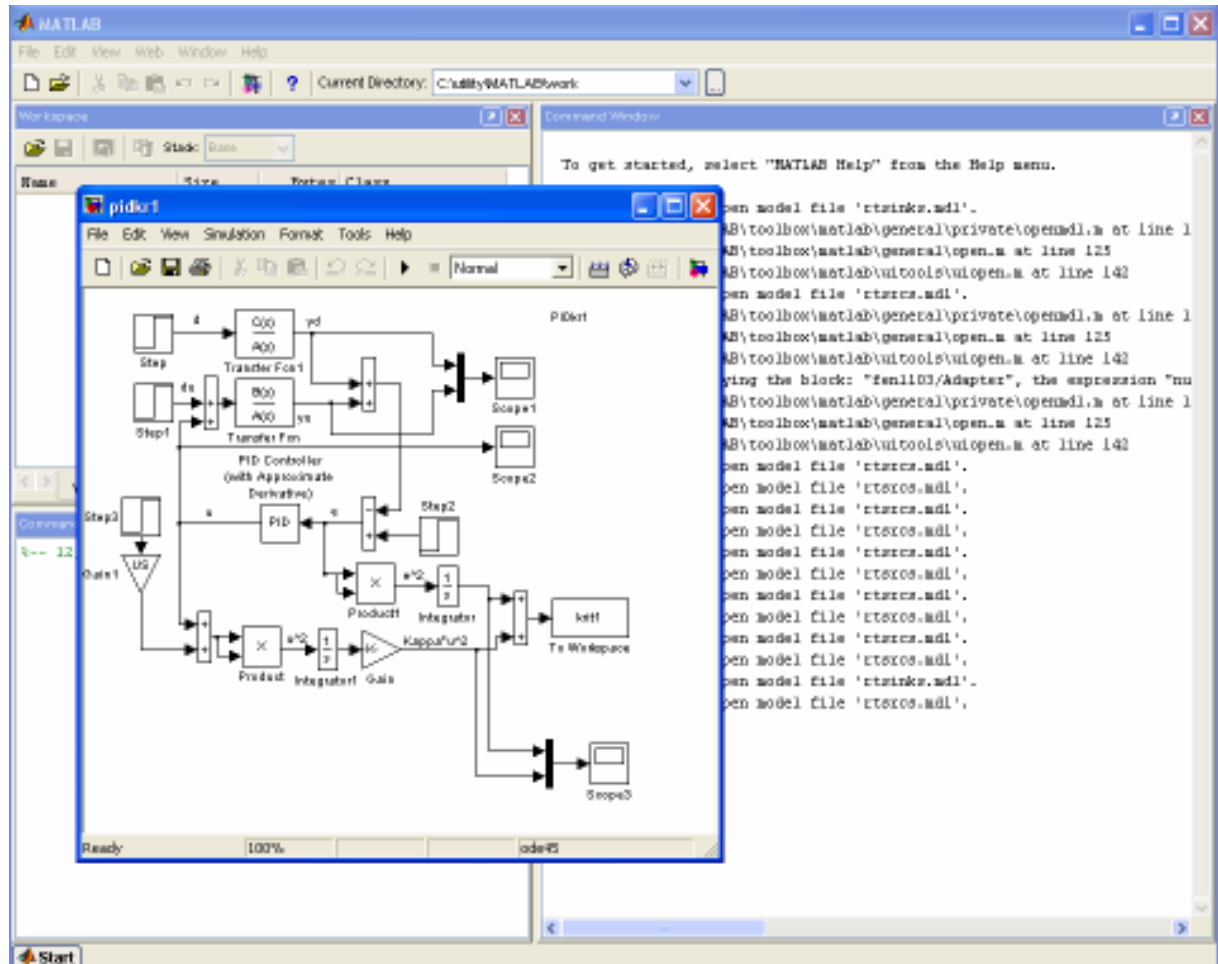 MATLAB
File Edit View Web Window Help
Current Directory: C:\utility\MATLAB\work
Workspace
Stack: Base
Name Size Bytes Class
Command Window
To get started, select "MATLAB Help" from the Help menu.
pen model file 'rtsinks.mdl'.
AB\toolbox\matlab\general\private\openmdl.m at line 1
AB\toolbox\matlab\general\open.m at line 125
AB\toolbox\matlab\uitools\uiopen.m at line 142
pen model file 'rtsrcs.mdl'.
AB\toolbox\matlab\general\private\openmdl.m at line 1
AB\toolbox\matlab\general\open.m at line 125
AB\toolbox\matlab\uitools\uiopen.m at line 142
ying the block: "fen1103/Adapter", the expression "nu
AB\toolbox\matlab\general\private\openmdl.m at line 1
AB\toolbox\matlab\general\open.m at line 125
AB\toolbox\matlab\uitools\uiopen.m at line 142
pen model file 'rtsrcs.mdl'.
pen model file 'rtsrcs.mdl'.
pen model file 'rtsrcs.mdl'.
pen model file 'rtsrcs.mdl'.
pen model file 'rtsrcs.mdl'.
pen model file 'rtsrcs.mdl'.
pen model file 'rtsrcs.mdl'.
pen model file 'rtsrcs.mdl'.
pen model file 'rtsrcs.mdl'.
pen model file 'rtsrcs.mdl'.
pen model file 'rtsinks.mdl'.
pen model file 'rtsrcs.mdl'.
Comman
%-- 12
pidkr1
File Edit View Simulation Format Tools Help
Normal
PIDkr1
Step
d
C(s)
A(s)
Transfer Fcn1
yd
Step1
B(s)
A(s)
Transfer Fcn
Scope1
Scope2
PID Controller
(with Approximate
Derivative)
PID
u
e
Step2
Step3
Gain1
Product1
1
s
Integrator
Product
1
s
Integrator1
Gain
Kappa*u^2
krit1
To Workspace
Scope3
Ready 100% ode45
Start